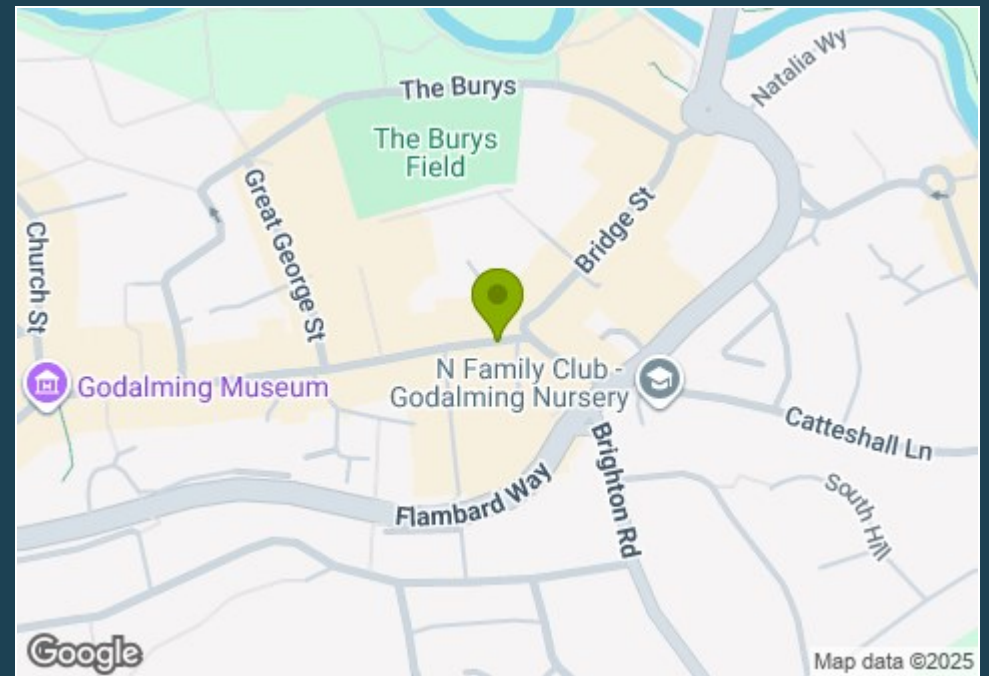 The Burys
Natalia Wy
The Burys
Field
Great George St
Bridge St
Church St
N Family Club -
Godalming Nursery
Godalming Museum
Catteshall Ln
Brighton Rd
Flambard Way
South Hill
Google
Map data ©2025